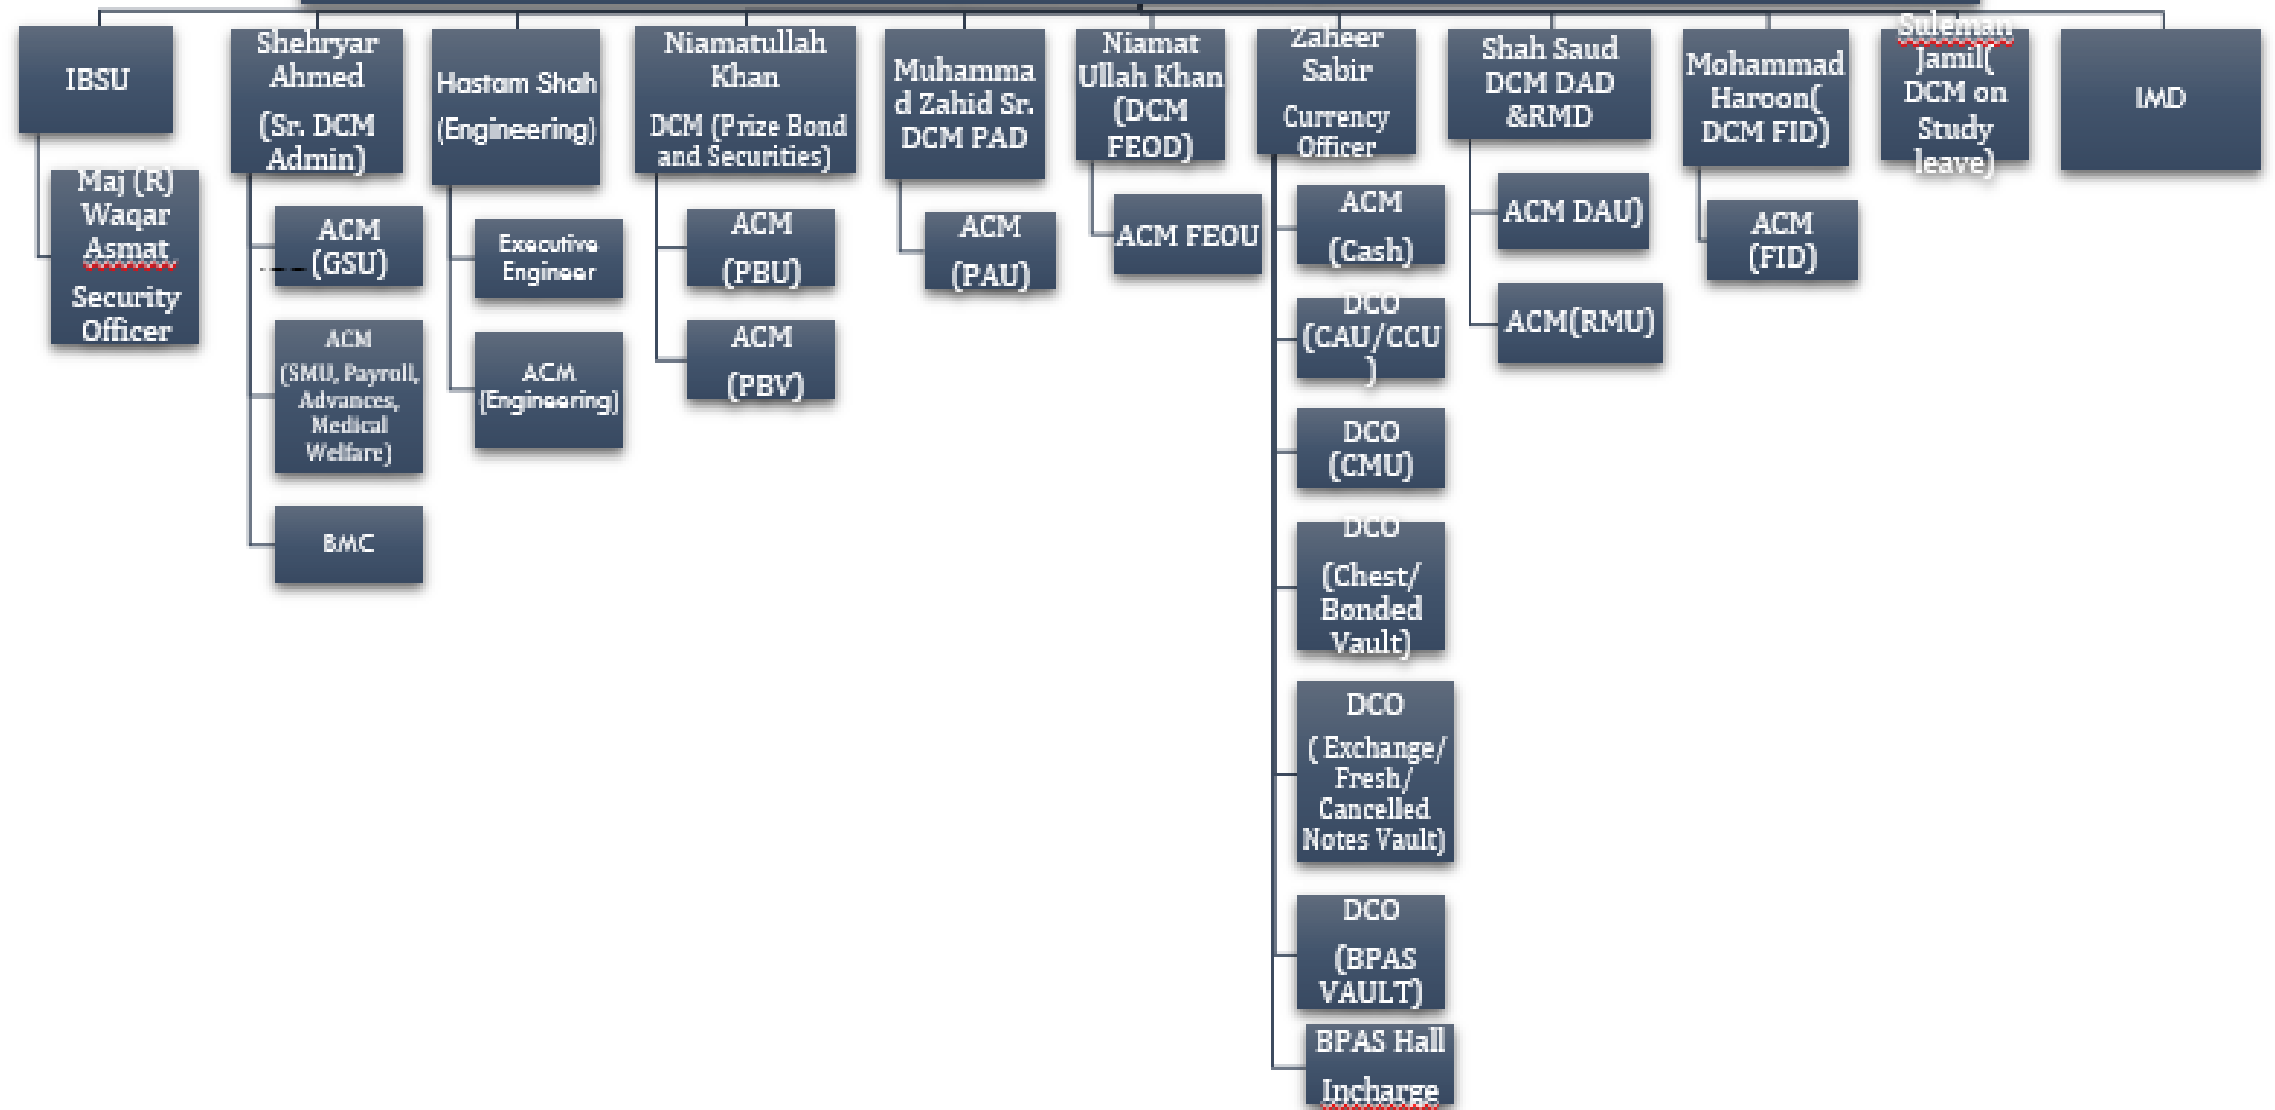 IBSU
Maj (R)
Waqar
Asmat
Security
Officer
Shehryar
Ahmed
(Sr. DCM
Admin)
ACM
(GSU)
ACM
(SMU, Payroll,
Advances,
Medical
Welfare)
BMC
Hastam Shah
(Engineering)
Executive
Engineer
ACM
(Engineering)
Niamatullah
Khan
DCM (Prize Bond
and Securities)
ACM
(PBU)
ACM
(PBV)
Muhamma
d Zahid Sr.
DCM PAD
ACM
(PAU)
Niamat
Ullah Khan
(DCM
FEOD)
ACM FEOU
Zaheer
Sabir
Currency
Officer
ACM
(Cash)
DCO
(CAU/CCU
)
DCO
(CMU)
DCO
(Chest/
Bonded
Vault)
DCO
( Exchange/
Fresh/
Cancelled
Notes Vault)
DCO
(BPAS
VAULT)
BPAS Hall
Incharge
Shah Saud
DCM DAD
&RMD
ACM DAU)
ACM(RMU)
Mohammad
Haroon(
DCM FID)
ACM
(FID)
Suleman
Jamil(
DCM on
Study
leave)
IMD